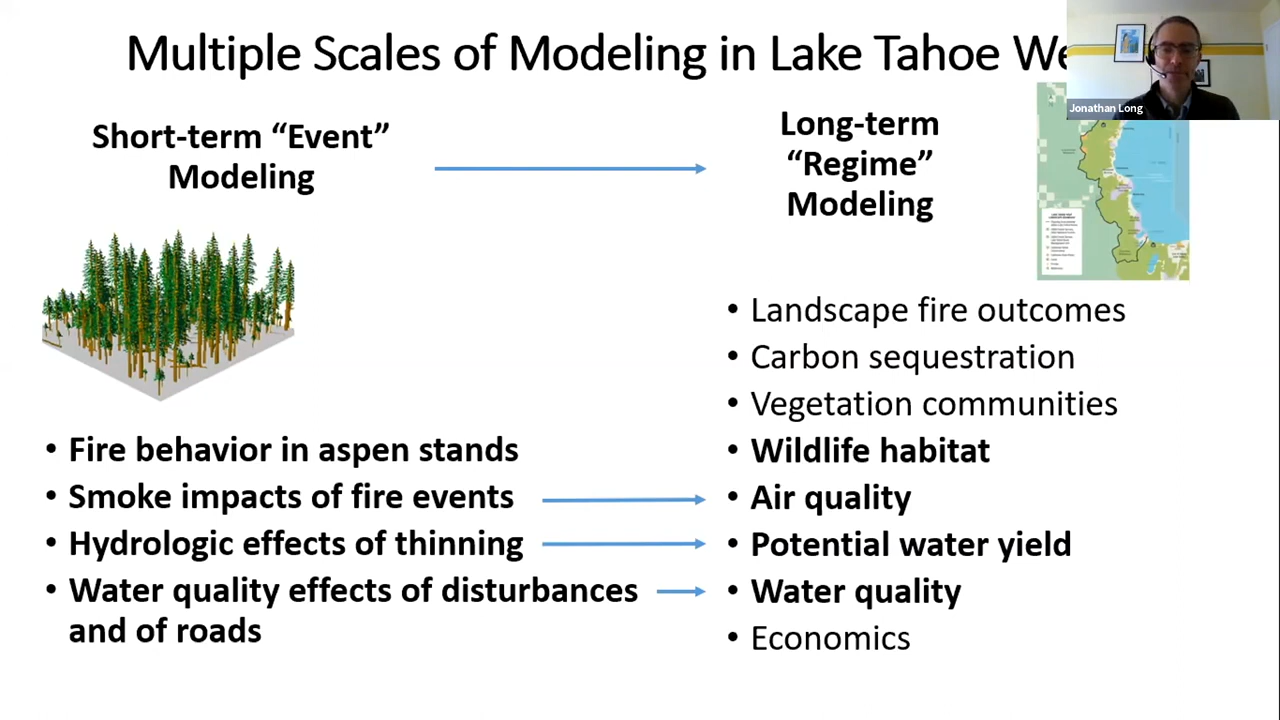 Multiple Scales of Modeling in Lake Tahoe We
Jonathan Long
Short-term “Event”
Modeling
Long-term
“Regime”
Modeling
• Fire behavior in aspen stands
• Smoke impacts of fire events
• Hydrologic effects of thinning
• Water quality effects of disturbances
and of roads
• Landscape fire outcomes
• Carbon sequestration
• Vegetation communities
• Wildlife habitat
• Air quality
• Potential water yield
• Water quality
• Economics